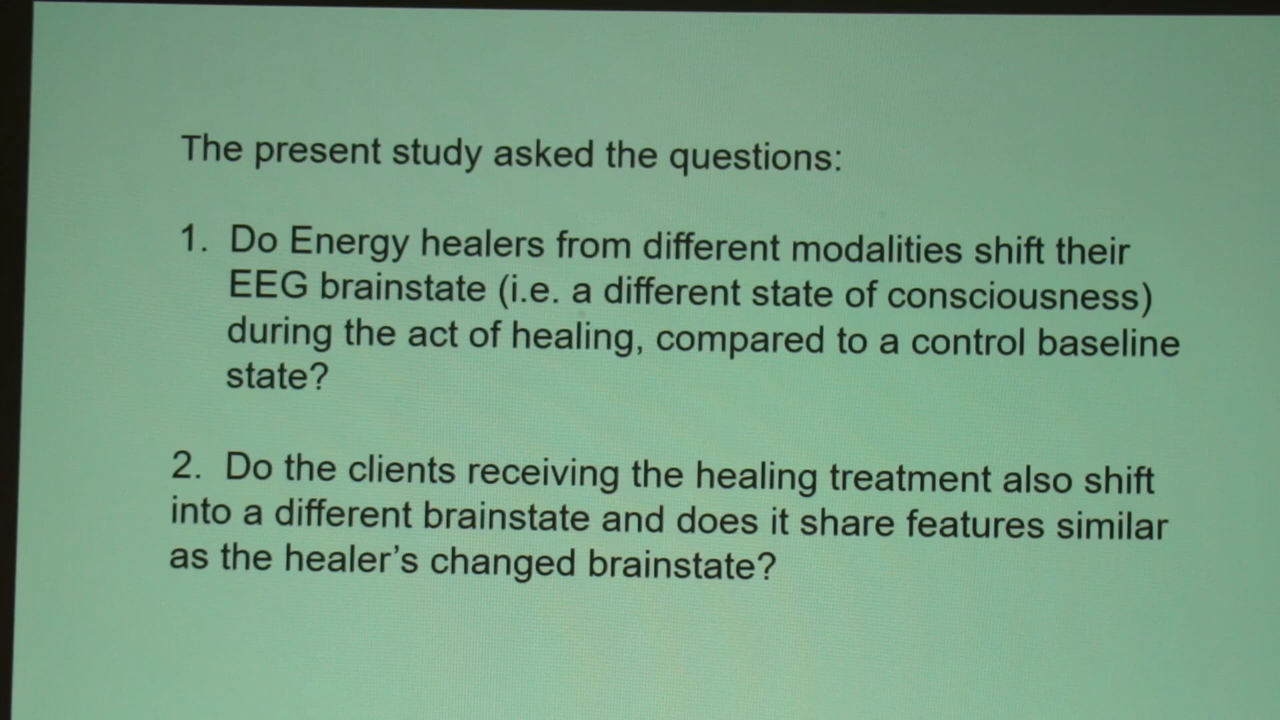 The present study asked the questions:
1. Do Energy healers from different modalities shift their
EEG brainstate (i.e. a different state of consciousness)
during the act of healing, compared to a control baseline
state?
2. Do the clients receiving the healing treatment also shift
into a different brainstate and does it share features similar
as the healer’s changed brainstate?